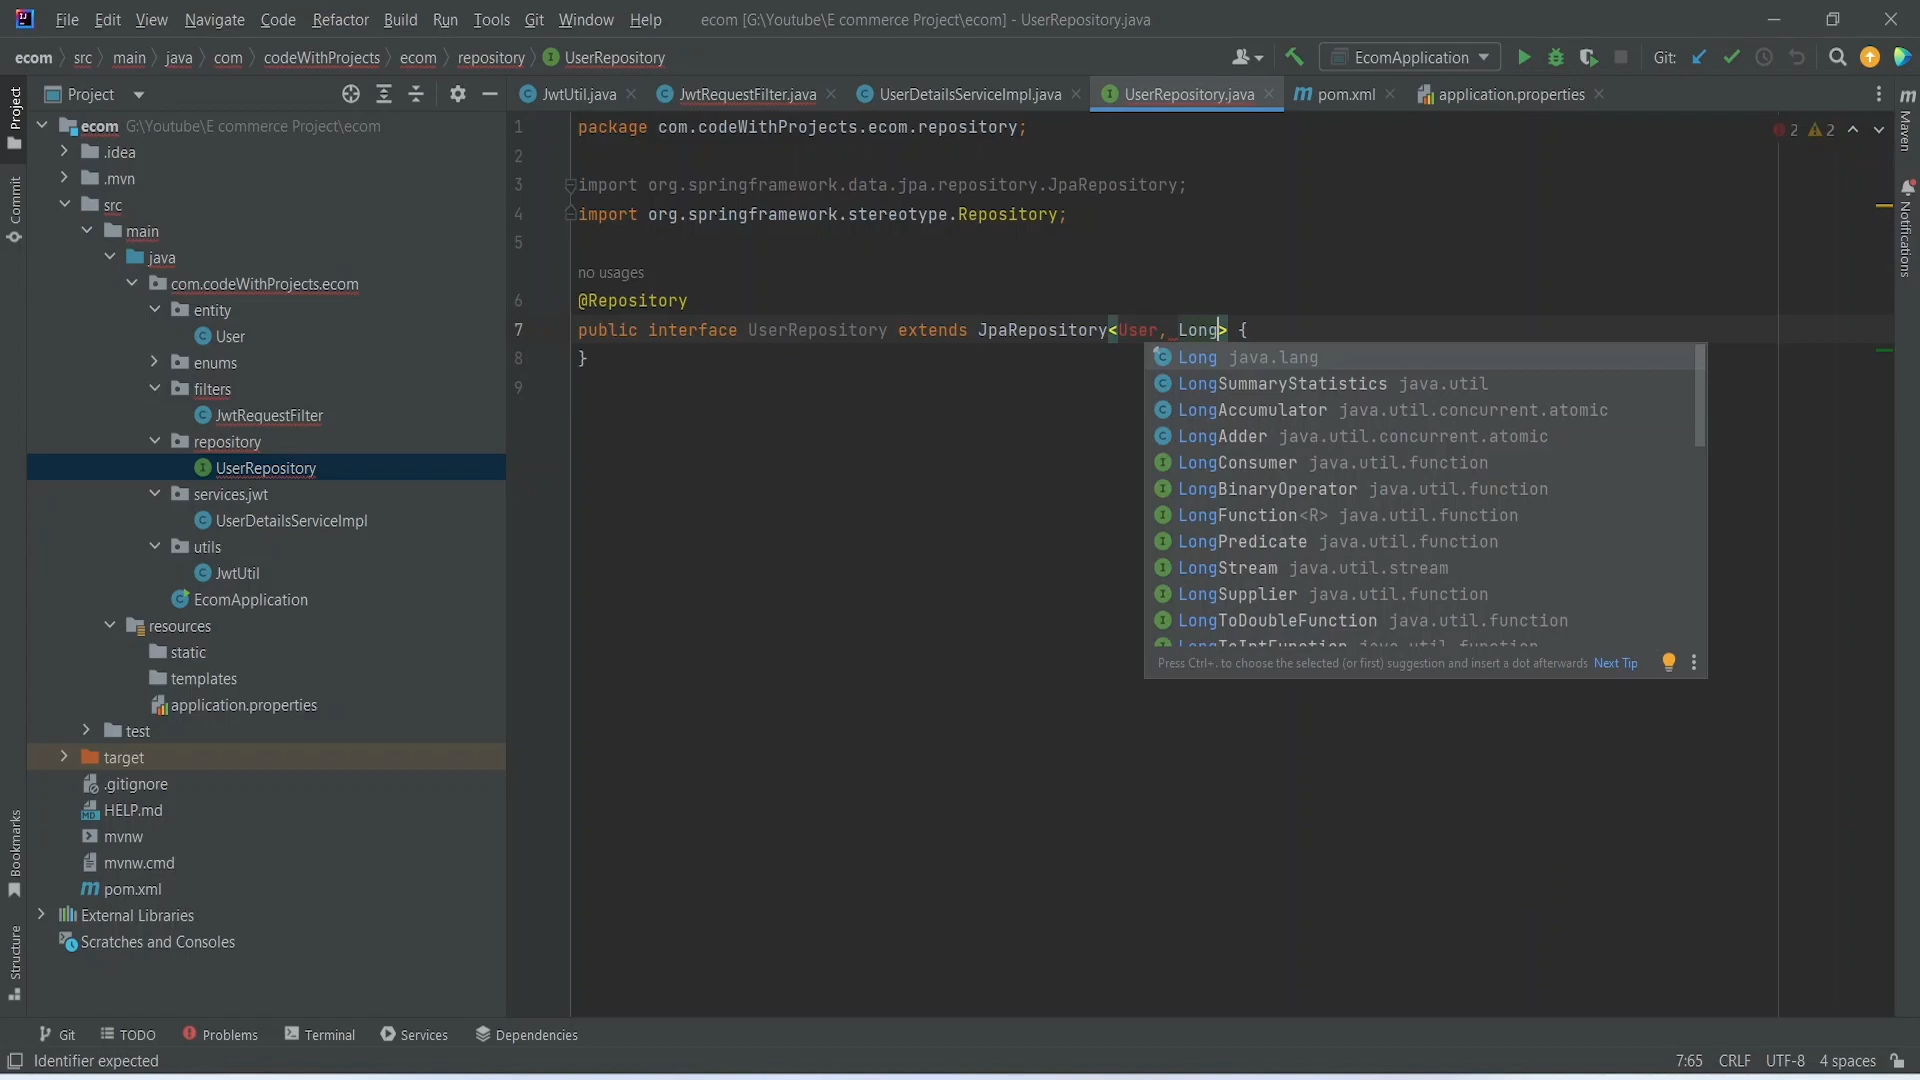 File Edit View Navigate Code Refactor Build Run Tools Git Window Help ecom [G:\Youtube\E commerce Project\ecom] - UserRepository.java
ecom src main java com codeWithProjects ecom repository UserRepository EcomApplication Git:
Project JwtUtil.java JwtRequestFilter.java UserDetailsServiceImpl.java UserRepository.java pom.xml application.properties
Project
Commit
Bookmarks
Structure
ecom G:\Youtube\E commerce Project\ecom
.idea
.mvn
src
main
java
com.codeWithProjects.ecom
entity
User
enums
filters
JwtRequestFilter
repository
UserRepository
services.jwt
UserDetailsServiceImpl
utils
JwtUtil
EcomApplication
resources
static
templates
application.properties
test
target
.gitignore
HELP.md
mvnw
mvnw.cmd
pom.xml
External Libraries
Scratches and Consoles
1 package com.codeWithProjects.ecom.repository;
2
3 import org.springframework.data.jpa.repository.JpaRepository;
4 import org.springframework.stereotype.Repository;
5
no usages
6 @Repository
7 public interface UserRepository extends JpaRepository<User, Long> {
8 }
9
2 2
Long java.lang
LongSummaryStatistics java.util
LongAccumulator java.util.concurrent.atomic
LongAdder java.util.concurrent.atomic
LongConsumer java.util.function
LongBinaryOperator java.util.function
LongFunction<R> java.util.function
LongPredicate java.util.function
LongStream java.util.stream
LongSupplier java.util.function
LongToDoubleFunction java.util.function
LongToIntFunction java.util.function
Press Ctrl+. to choose the selected (or first) suggestion and insert a dot afterwards Next Tip
Maven
Notifications
Git TODO Problems Terminal Services Dependencies
Identifier expected 7:65 CRLF UTF-8 4 spaces